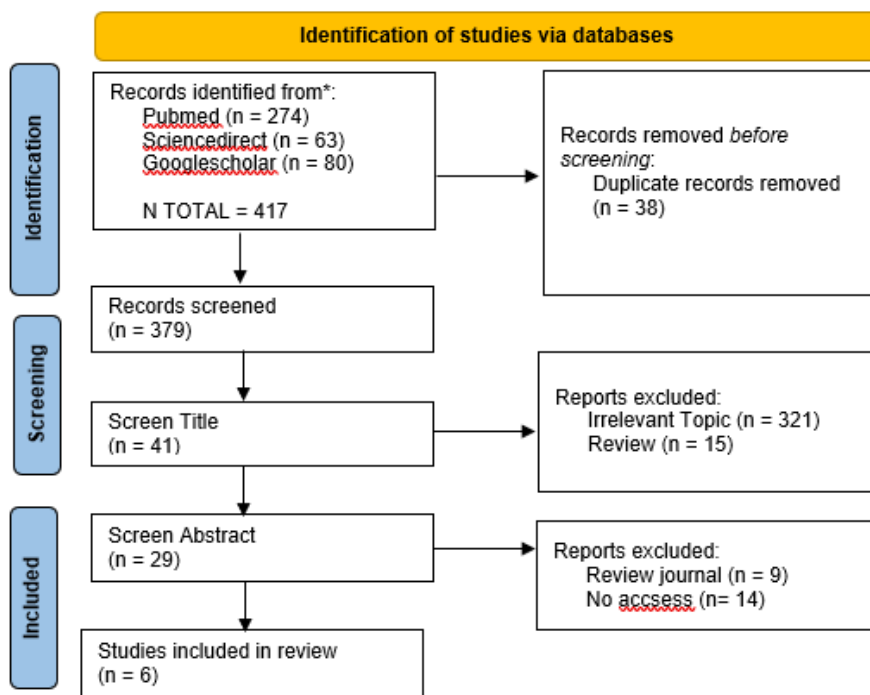 Identification of studies via databases
Identification
Records identified from*:
Pubmed (n = 274)
Sciencedirect (n = 63)
Googlescholar (n = 80)
N TOTAL = 417
Records removed before
screening:
Duplicate records removed
(n = 38)
Records screened
(n = 379)
Screening
Screen Title
(n = 41)
Reports excluded:
Irrelevant Topic (n = 321)
Review (n = 15)
Screen Abstract
(n = 29)
Reports excluded:
Review journal (n = 9)
No accsess (n= 14)
Included
Studies included in review
(n = 6)